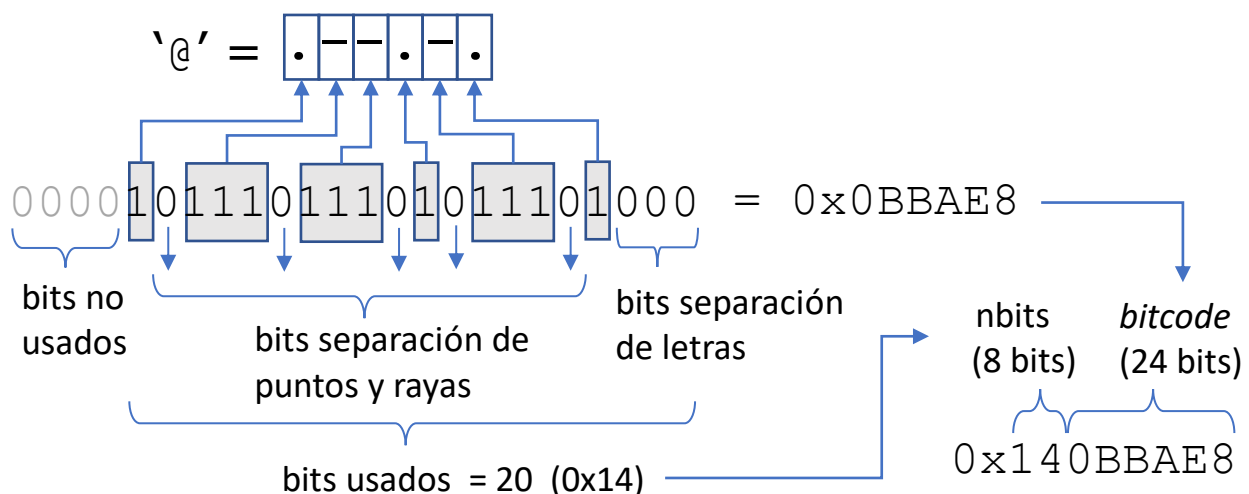 ‘@’ = . – – . – .
000010111011101011101000 = 0x0BBAE8
bits no
usados
bits separación de
puntos y rayas
bits separación
de letras
nbits
(8 bits)
bitcode
(24 bits)
0x140BBAE8
bits usados = 20 (0x14)